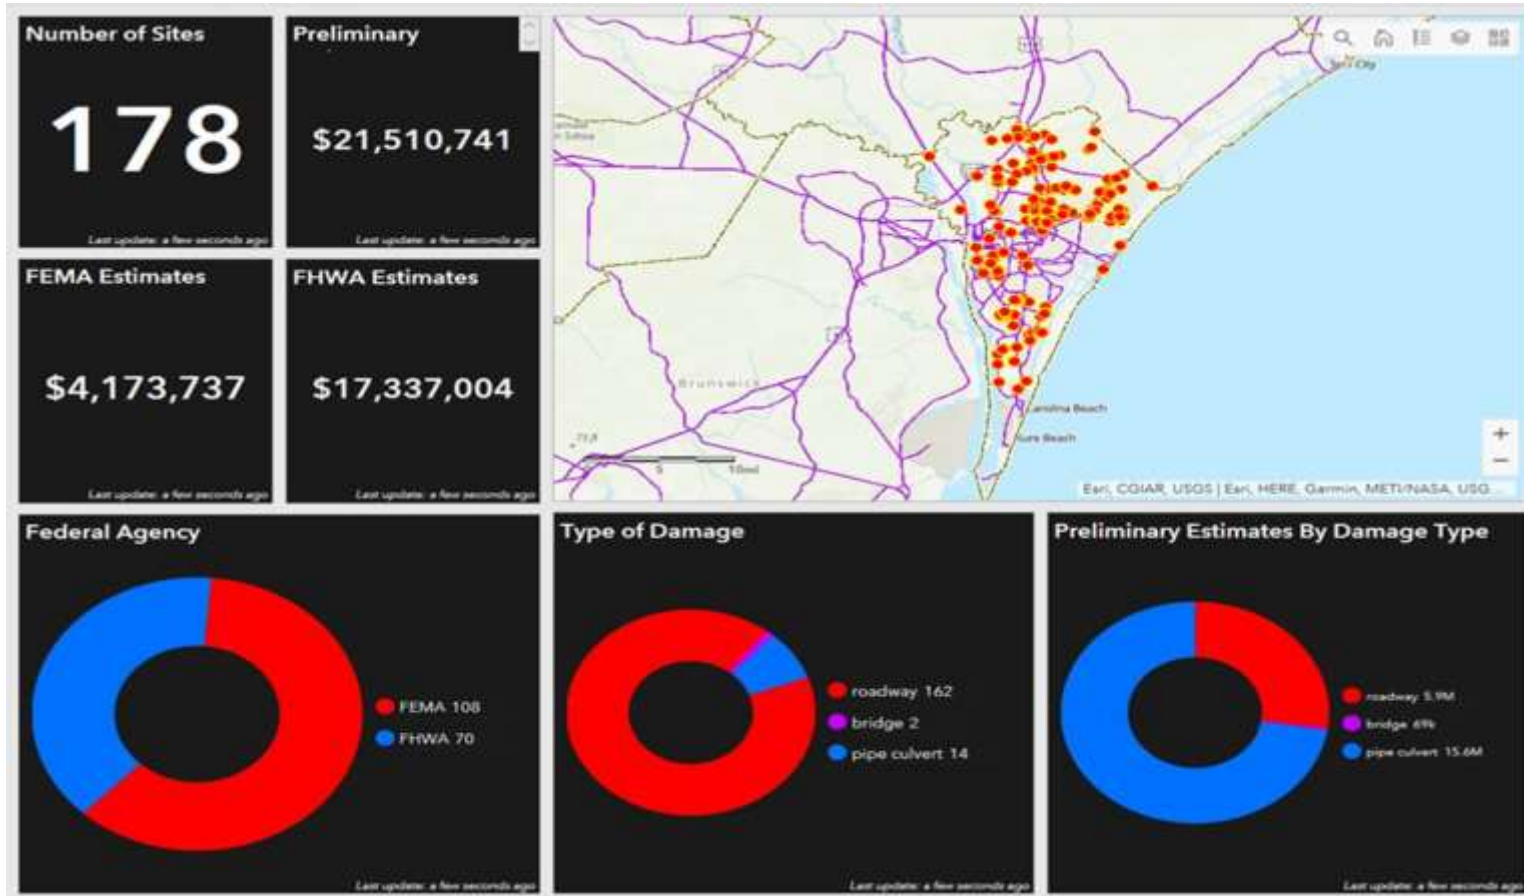 Number of Sites
178
Last update: a few seconds ago
Preliminary
$21,510,741
Last update: a few seconds ago
FEMA Estimates
$4,173,737
Last update: a few seconds ago
FHWA Estimates
$17,337,004
Last update: a few seconds ago
City
Brunswick
Carolina Beach
Kure Beach
5
10mi
+
−
Esri, CGIAR, USGS | Esri, HERE, Garmin, METI/NASA, USG...
Federal Agency
FEMA 108
FHWA 70
Last update: a few seconds ago
Type of Damage
roadway 162
bridge 2
pipe culvert 14
Last update: a few seconds ago
Preliminary Estimates By Damage Type
roadway 5.9M
bridge 69k
pipe culvert 15.6M
Last update: a few seconds ago